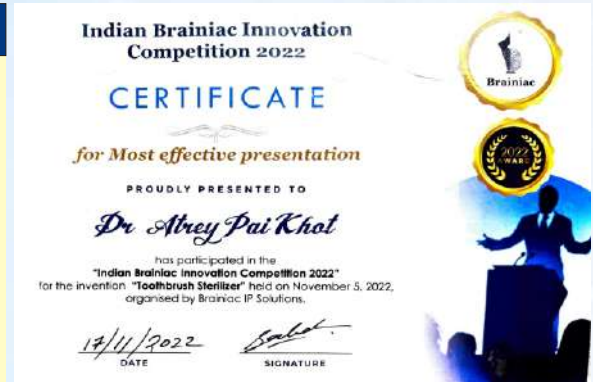 Indian Brainiac Innovation
Competition 2022
CERTIFICATE
for Most effective presentation
PROUDLY PRESENTED TO
Dr Atrey Pai Khot
has participated in the
"Indian Brainiac Innovation Competition 2022"
for the invention "Toothbrush Sterilizer" held on November 5, 2022,
organised by Brainiac IP Solutions.
17/11/2022
DATE
SIGNATURE
Brainiac
2022
AWARD